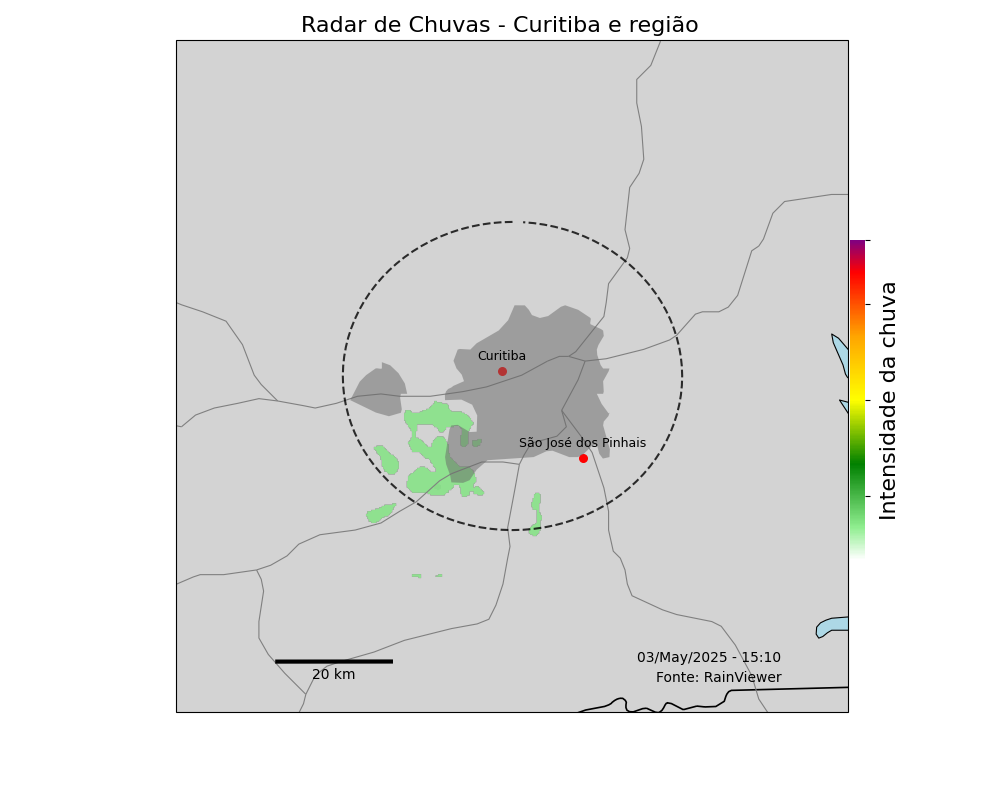 Radar de Chuvas - Curitiba e região
Curitiba
São José dos Pinhais
Intensidade da chuva
03/May/2025 - 15:10
Fonte: RainViewer
20 km